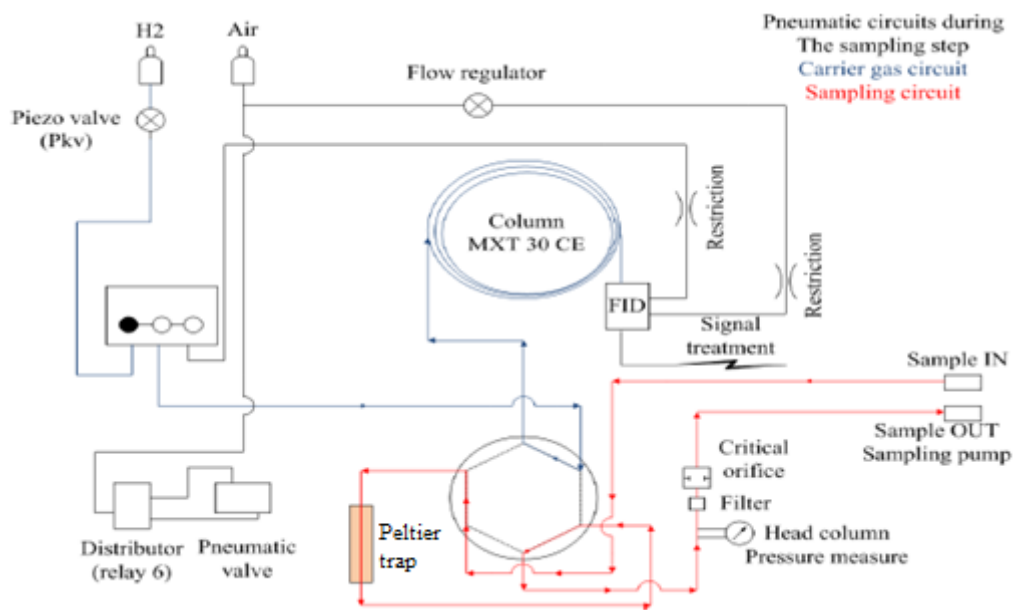 H2
Air
Pneumatic circuits during
The sampling step
Carrier gas circuit
Sampling circuit
Flow regulator
Piezo valve
(Pkv)
Column
MXT 30 CE
Restriction
Restriction
FID
Signal
treatment
Sample IN
Sample OUT
Sampling pump
Critical
orifice
Filter
Head column
Pressure measure
Peltier
trap
Distributor
(relay 6)
Pneumatic
valve